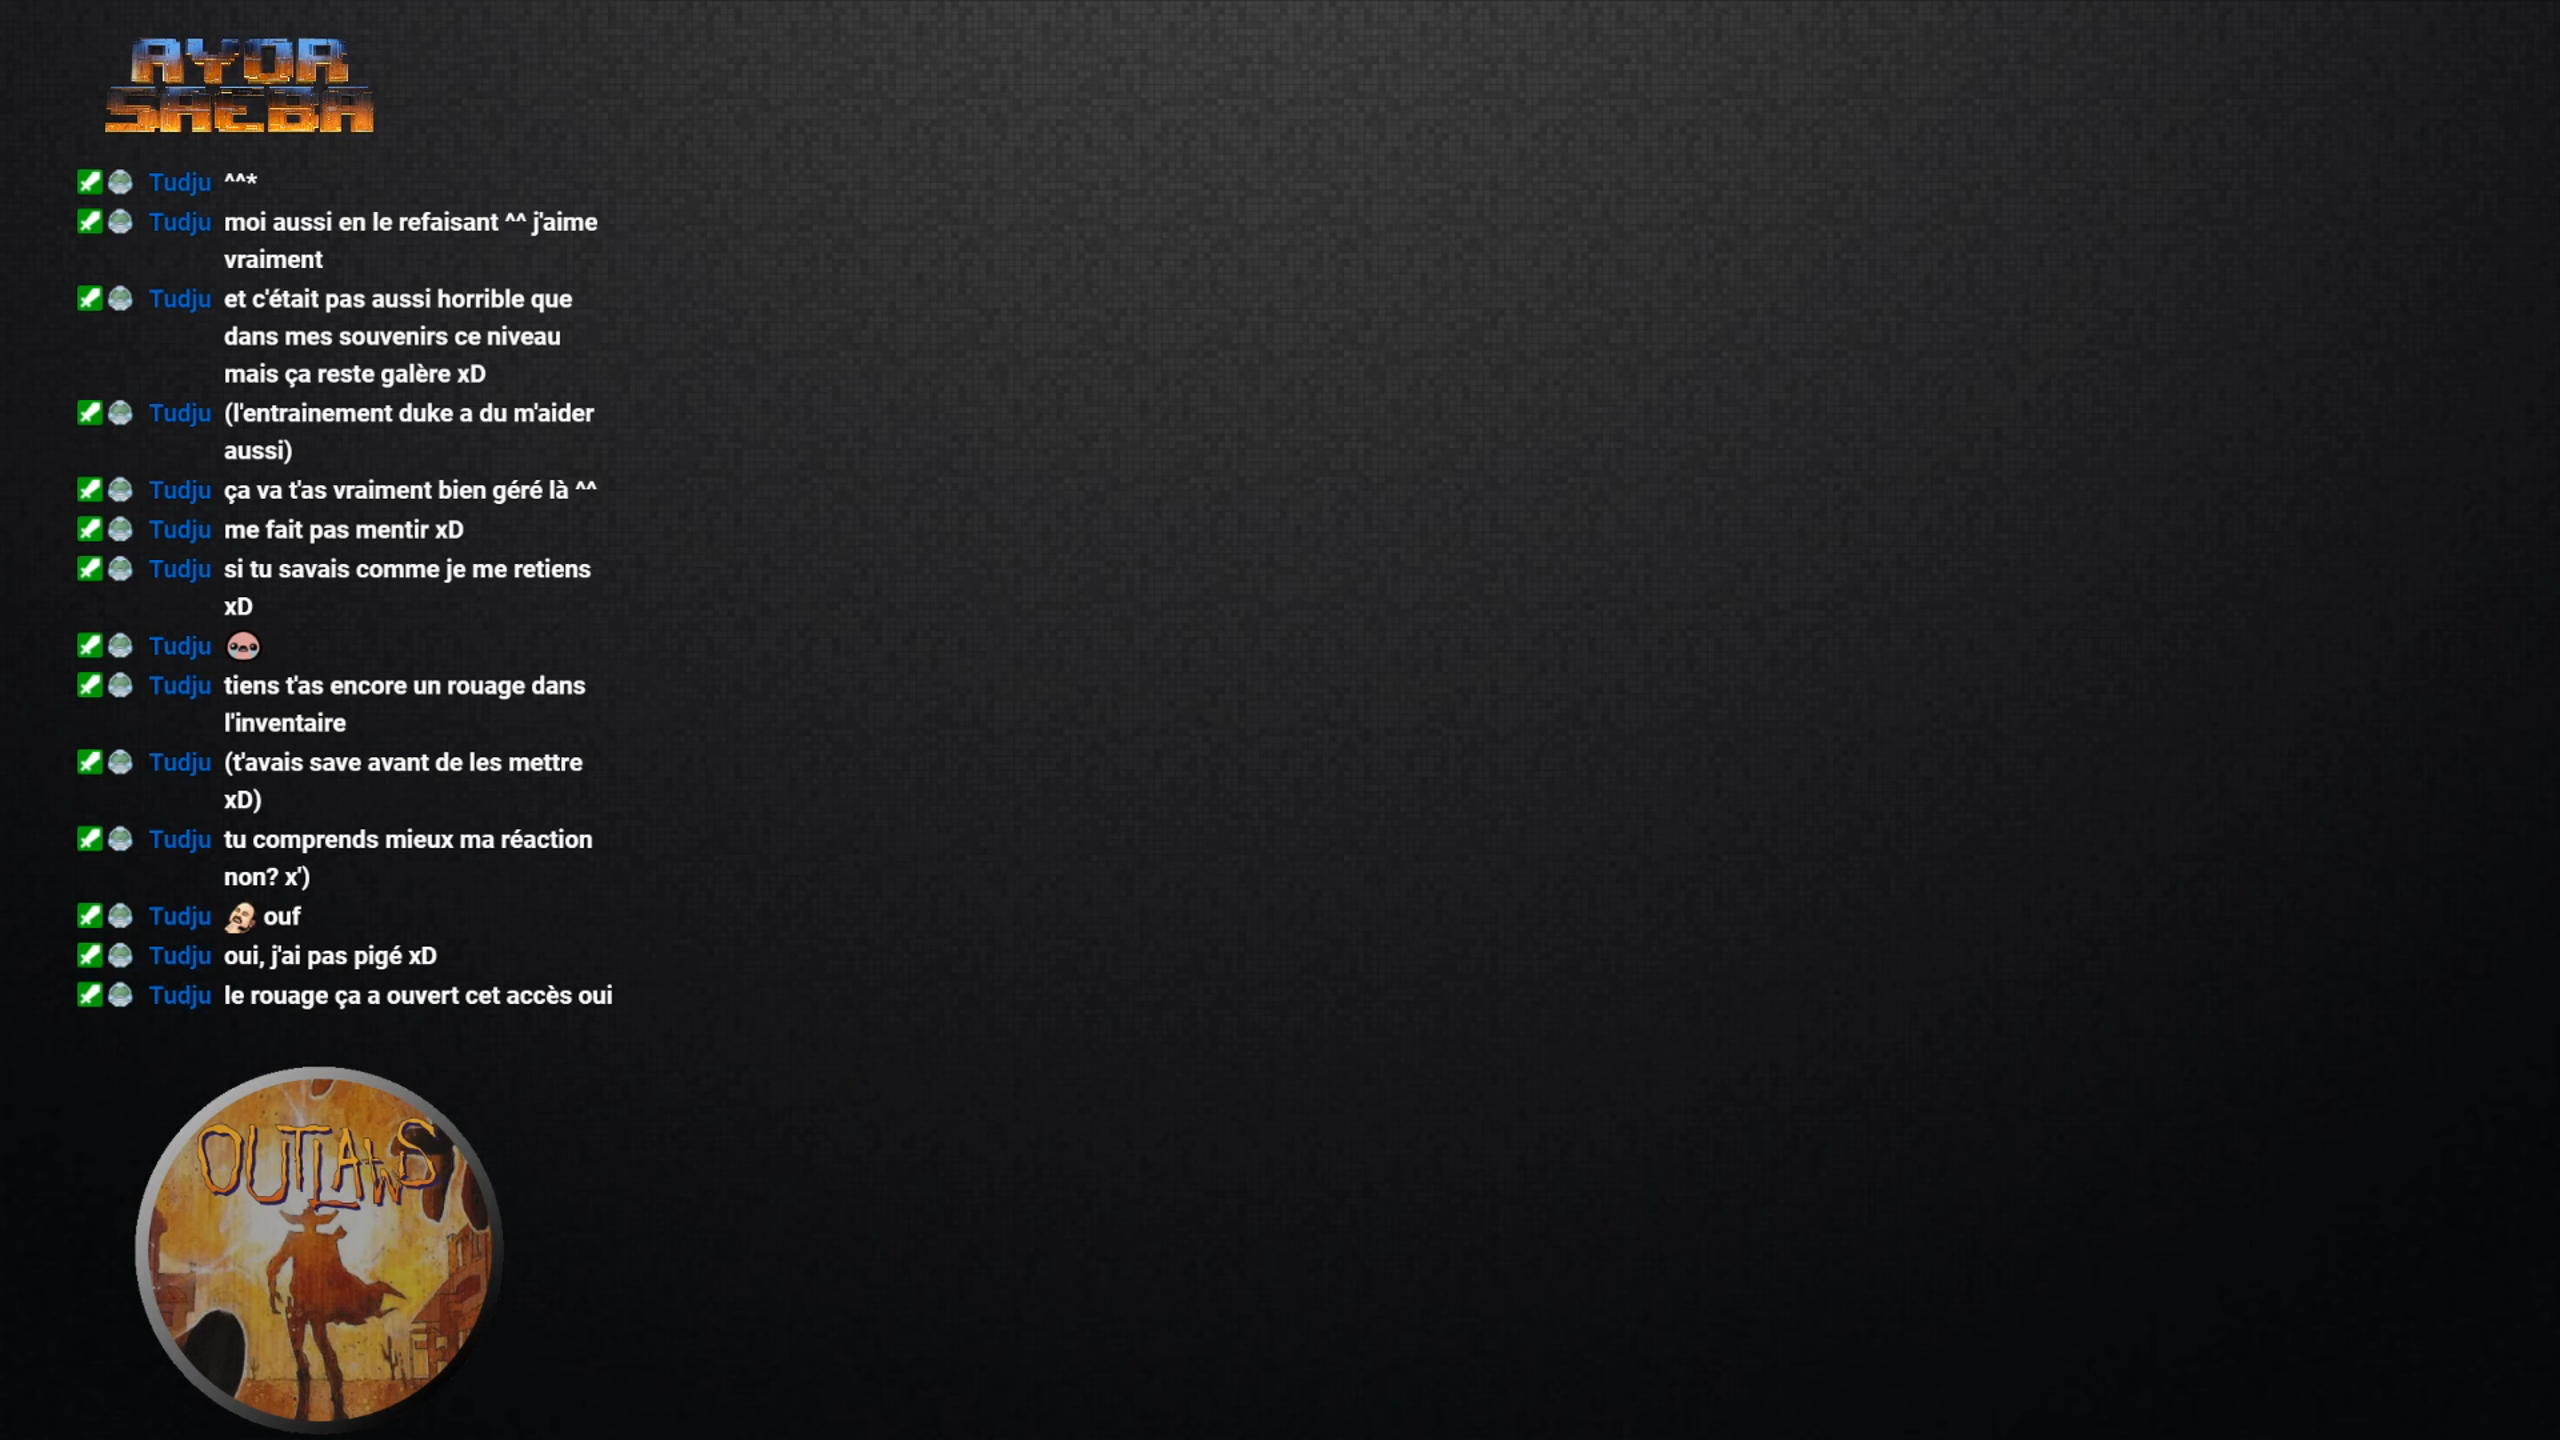 AYOR
SAEBA
Tudju ^^*
Tudju moi aussi en le refaisant ^^ j'aime
vraiment
Tudju et c'était pas aussi horrible que
dans mes souvenirs ce niveau
mais ça reste galère xD
Tudju (l'entrainement duke a du m'aider
aussi)
Tudju ça va t'as vraiment bien géré là ^^
Tudju me fait pas mentir xD
Tudju si tu savais comme je me retiens
xD
Tudju
Tudju tiens t'as encore un rouage dans
l'inventaire
Tudju (t'avais save avant de les mettre
xD)
Tudju tu comprends mieux ma réaction
non? x')
Tudju ouf
Tudju oui, j'ai pas pigé xD
Tudju le rouage ça a ouvert cet accès oui
OUTLAWS